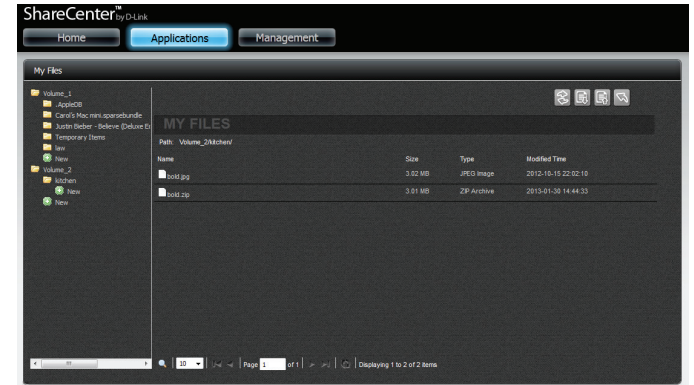 ShareCenter™ by D-Link
Home Applications Management
My Files
Volume_1
.AppleDB
Carol's Mac mini.sparsebundle
Justin Bieber - Believe (Deluxe E
Temporary Items
law
New
Volume_2
kitchen
New
New
MY FILES
Path: Volume_2/kitchen/
Name Size Type Modified Time
bold.jpg 3.02 MB JPEG Image 2012-10-15 22:02:10
bold.zip 3.01 MB ZIP Archive 2013-01-30 14:44:33
10 Page 1 of 1 Displaying 1 to 2 of 2 items